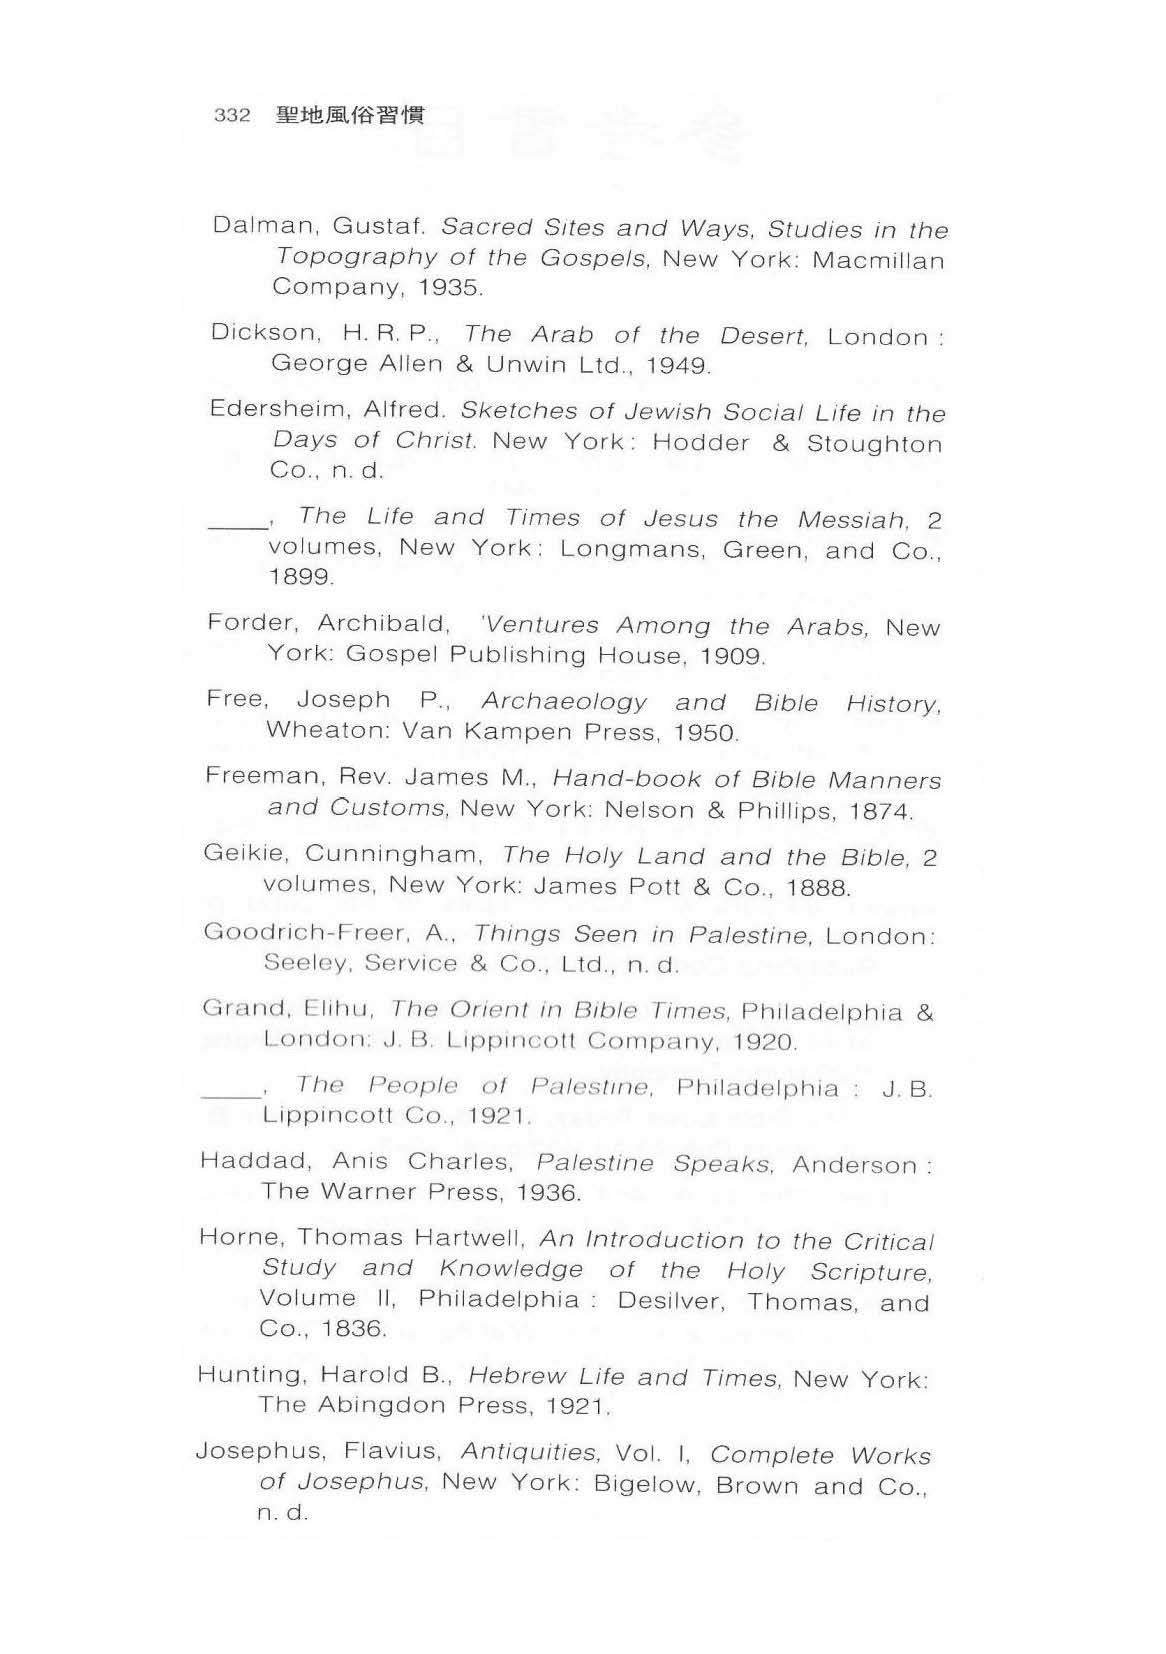 332 聖地風俗習慣
Dalman, Gustaf. Sacred Sites and Ways, Studies in the
Topography of the Gospels, New York: Macmillan
Company, 1935.
Dickson, H. R. P., The Arab of the Desert, London :
George Allen & Unwin Ltd., 1949.
Edersheim, Alfred. Sketches of Jewish Social Life in the
Days of Christ. New York: Hodder & Stoughton
Co., n. d.
____, The Life and Times of Jesus the Messiah, 2
volumes, New York: Longmans, Green, and Co.,
1899.
Forder, Archibald, 'Ventures Among the Arabs, New
York: Gospel Publishing House, 1909.
Free, Joseph P., Archaeology and Bible History,
Wheaton: Van Kampen Press, 1950.
Freeman, Rev. James M., Hand-book of Bible Manners
and Customs, New York: Nelson & Phillips, 1874.
Geikie, Cunningham, The Holy Land and the Bible, 2
volumes, New York: James Pott & Co., 1888.
Goodrich-Freer, A., Things Seen in Palestine, London:
Seeley, Service & Co., Ltd., n. d.
Grand, Elihu, The Orient in Bible Times, Philadelphia &
London: J. B. Lippincott Company, 1920.
____, The People of Palestine, Philadelphia : J. B.
Lippincott Co., 1921.
Haddad, Anis Charles, Palestine Speaks, Anderson :
The Warner Press, 1936.
Horne, Thomas Hartwell, An Introduction to the Critical
Study and Knowledge of the Holy Scripture,
Volume II, Philadelphia : Desilver, Thomas, and
Co., 1836.
Hunting, Harold B., Hebrew Life and Times, New York:
The Abingdon Press, 1921.
Josephus, Flavius, Antiquities, Vol. I, Complete Works
of Josephus, New York: Bigelow, Brown and Co.,
n. d.